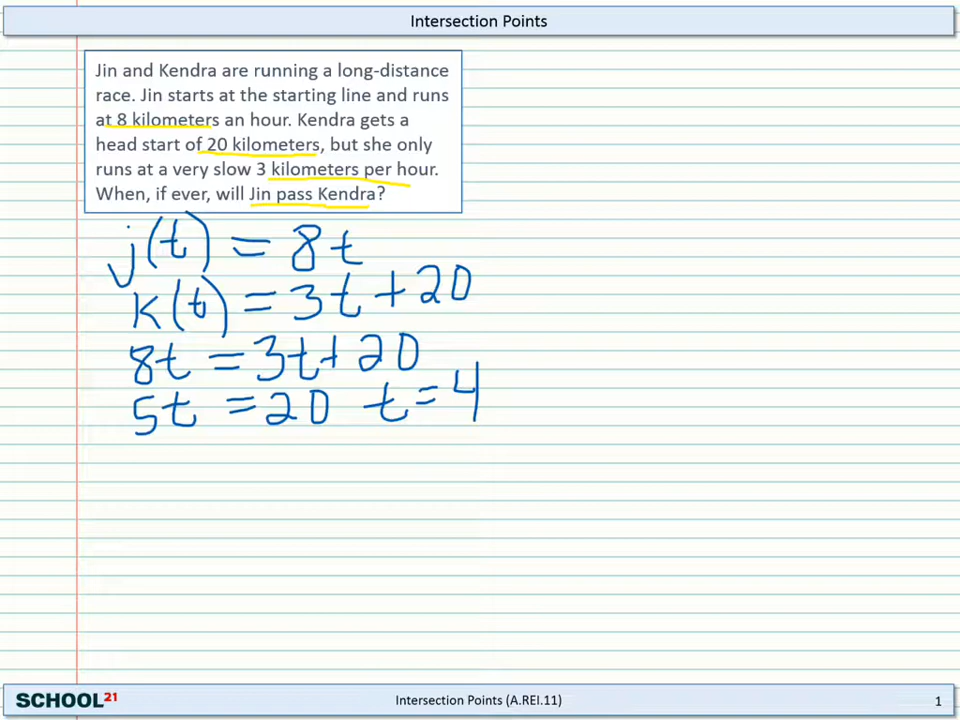 Intersection Points
Jin and Kendra are running a long-distance
race. Jin starts at the starting line and runs
at 8 kilometers an hour. Kendra gets a
head start of 20 kilometers, but she only
runs at a very slow 3 kilometers per hour.
When, if ever, will Jin pass Kendra?
j(t) = 8t
k(t) = 3t + 20
8t = 3t + 20
5t = 20 t = 4
SCHOOL21 Intersection Points (A.REI.11) 1